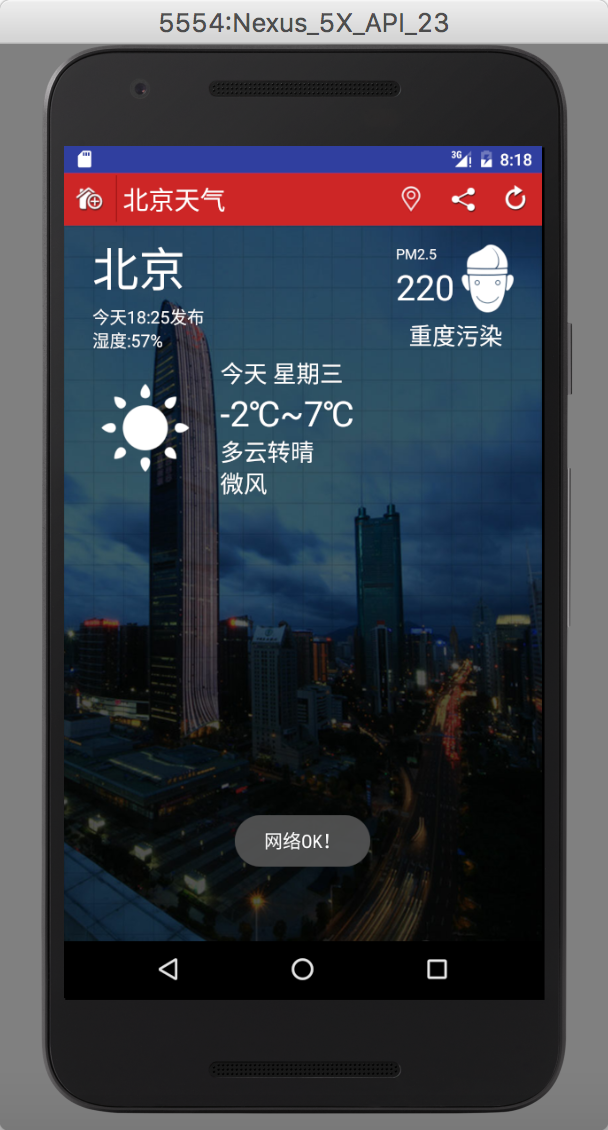 5554:Nexus_5X_API_23
3G 8:18
北京天气
北京
PM2.5
220
今天18:25发布
湿度:57%
重度污染
今天 星期三
-2℃~7℃
多云转晴
微风
网络OK!